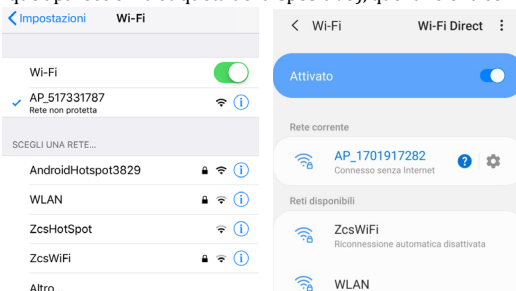 Impostazioni Wi-Fi
Wi-Fi
AP_517331787
Rete non protetta
SCEGLI UNA RETE...
AndroidHotspot3829
WLAN
ZcsHotSpot
ZcsWiFi
Altro...
Wi-Fi Wi-Fi Direct
Attivato
Rete corrente
AP_1701917282
Connesso senza Internet
Reti disponibili
ZcsWiFi
Riconnessione automatica disattivata
WLAN